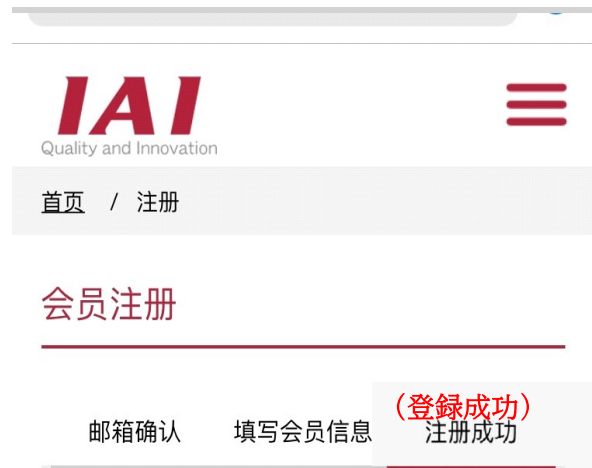 IAI
Quality and Innovation
首页 / 注册
会员注册
（登録成功）
邮箱确认 填写会员信息 注册成功